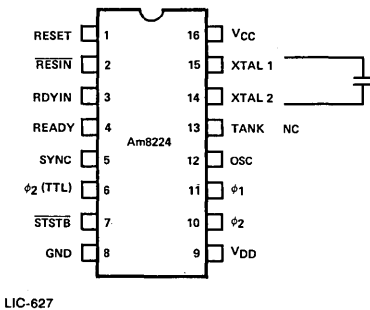 RESET 1 16 VCC
RESIN 2 15 XTAL 1
RDYIN 3 14 XTAL 2
READY 4 13 TANK NC
Am8224
SYNC 5 12 OSC
ϕ2 (TTL) 6 11 ϕ1
STSTB 7 10 ϕ2
GND 8 9 VDD
LIC-627